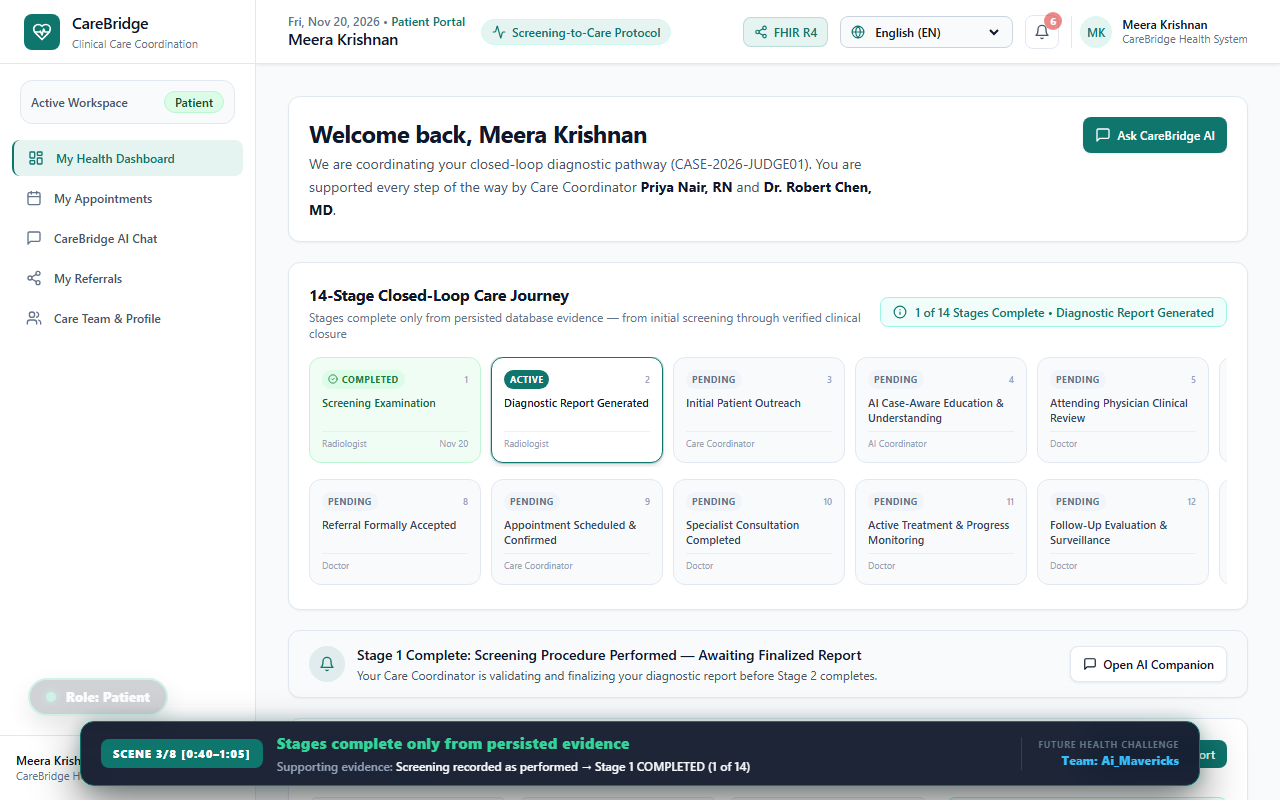 CareBridge
Clinical Care Coordination
Fri, Nov 20, 2026 • Patient Portal
Meera Krishnan
Screening-to-Care Protocol
FHIR R4
English (EN)
6
MK
Meera Krishnan
CareBridge Health System
Active Workspace
Patient
My Health Dashboard
My Appointments
CareBridge AI Chat
My Referrals
Care Team & Profile
Welcome back, Meera Krishnan
We are coordinating your closed-loop diagnostic pathway (CASE-2026-JUDGE01). You are
supported every step of the way by Care Coordinator Priya Nair, RN and Dr. Robert Chen,
MD.
Ask CareBridge AI
14-Stage Closed-Loop Care Journey
Stages complete only from persisted database evidence — from initial screening through verified clinical
closure
1 of 14 Stages Complete • Diagnostic Report Generated
COMPLETED 1
Screening Examination
Radiologist Nov 20
ACTIVE 2
Diagnostic Report Generated
Radiologist
PENDING 3
Initial Patient Outreach
Care Coordinator
PENDING 4
AI Case-Aware Education &
Understanding
AI Coordinator
PENDING 5
Attending Physician Clinical
Review
Doctor
PENDING 8
Referral Formally Accepted
Doctor
PENDING 9
Appointment Scheduled &
Confirmed
Care Coordinator
PENDING 10
Specialist Consultation
Completed
Doctor
PENDING 11
Active Treatment & Progress
Monitoring
Doctor
PENDING 12
Follow-Up Evaluation &
Surveillance
Doctor
Stage 1 Complete: Screening Procedure Performed — Awaiting Finalized Report
Your Care Coordinator is validating and finalizing your diagnostic report before Stage 2 completes.
Open AI Companion
Role: Patient
Meera Krish
CareBridge H
SCENE 3/8 [0:40–1:05]
Stages complete only from persisted evidence
Supporting evidence: Screening recorded as performed → Stage 1 COMPLETED (1 of 14)
FUTURE HEALTH CHALLENGE
Team: Ai_Mavericks
ort